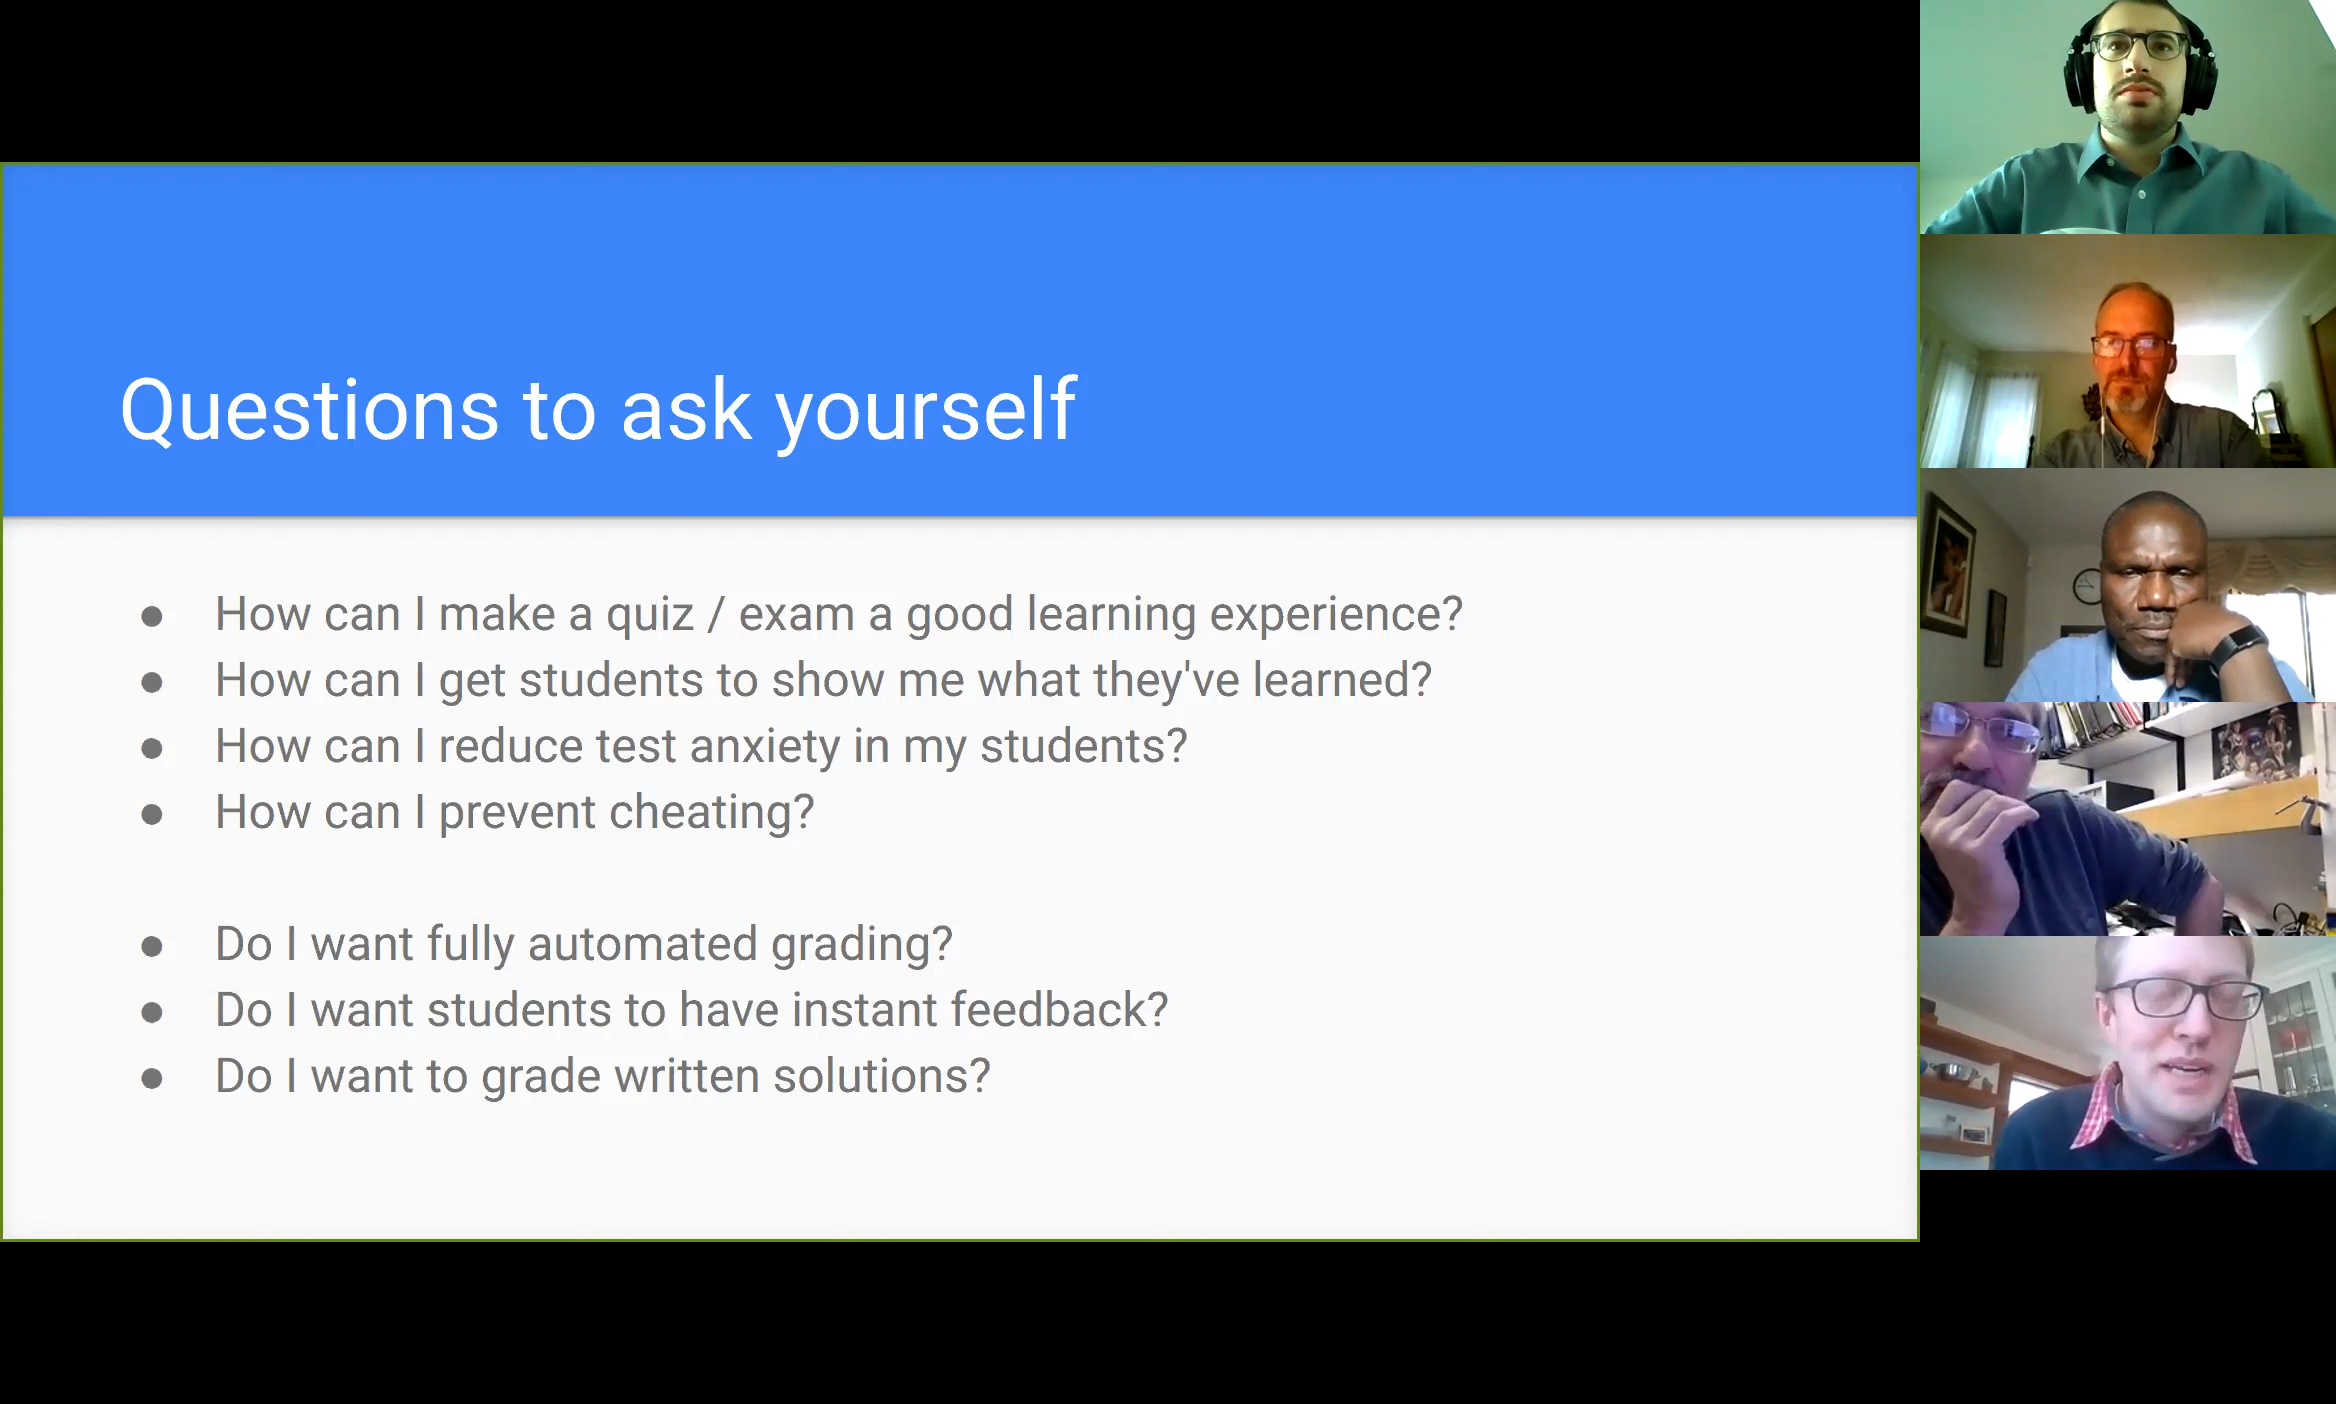 Questions to ask yourself
● How can I make a quiz / exam a good learning experience?
● How can I get students to show me what they've learned?
● How can I reduce test anxiety in my students?
● How can I prevent cheating?
● Do I want fully automated grading?
● Do I want students to have instant feedback?
● Do I want to grade written solutions?